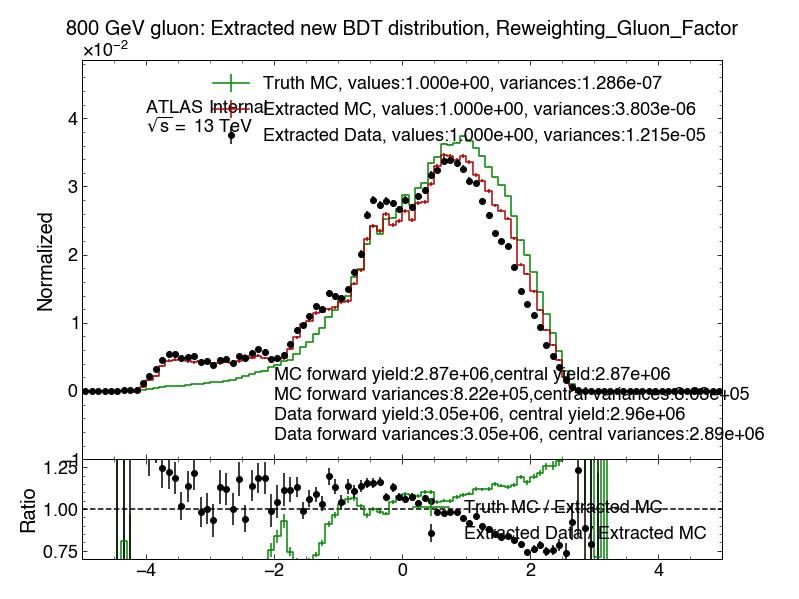 800 GeV gluon: Extracted new BDT distribution, Reweighting_Gluon_Factor
×10−2
Truth MC, values:1.000e+00, variances:1.286e-07
ATLAS Internal
Extracted MC, values:1.000e+00, variances:3.803e-06
√s = 13 TeV
Extracted Data, values:1.000e+00, variances:1.215e-05
4
3
2
1
0
Normalized
MC forward yield:2.87e+06,central yield:2.87e+06
MC forward variances:8.22e+05,central variances:
Data forward yield:3.05e+06, central yield:2.96e+06
Data forward variances:3.05e+06, central variances:2.89e+06
1
1.25
1.00
0.75
Ratio
Truth MC / Extracted MC
Extracted Data / Extracted MC
−4
−2
0
2
4